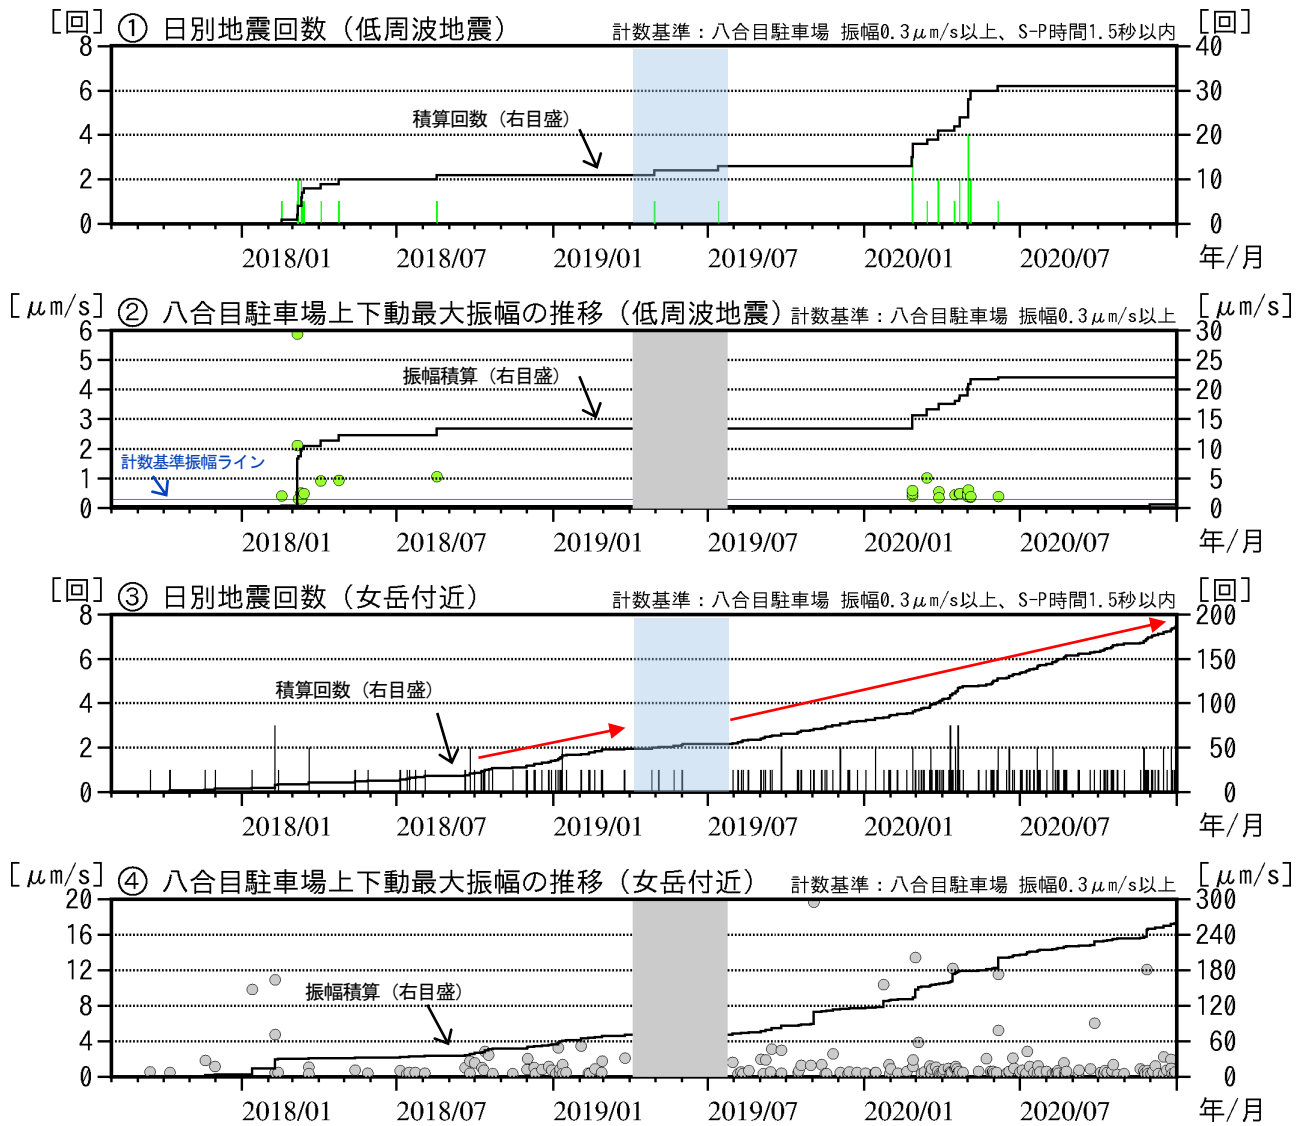 [回] ① 日別地震回数（低周波地震） 計数基準：八合目駐車場 振幅0.3μm/s以上、S-P時間1.5秒以内 [回]
8 40
6 30
積算回数（右目盛）
4 20
2 10
0 0
2018/01 2018/07 2019/01 2019/07 2020/01 2020/07 年/月
[μm/s] ② 八合目駐車場上下動最大振幅の推移（低周波地震） 計数基準：八合目駐車場 振幅0.3μm/s以上 [μm/s]
6 30
5 25
振幅積算（右目盛）
4 20
3 15
2 10
計数基準振幅ライン
1 5
0 0
2018/01 2018/07 2019/01 2019/07 2020/01 2020/07 年/月
[回] ③ 日別地震回数（女岳付近） 計数基準：八合目駐車場 振幅0.3μm/s以上、S-P時間1.5秒以内 [回]
8 200
6 150
積算回数（右目盛）
4 100
2 50
0 0
2018/01 2018/07 2019/01 2019/07 2020/01 2020/07 年/月
[μm/s] ④ 八合目駐車場上下動最大振幅の推移（女岳付近） 計数基準：八合目駐車場 振幅0.3μm/s以上 [μm/s]
20 300
16 240
12 180
振幅積算（右目盛）
8 120
4 60
0 0
2018/01 2018/07 2019/01 2019/07 2020/01 2020/07 年/月